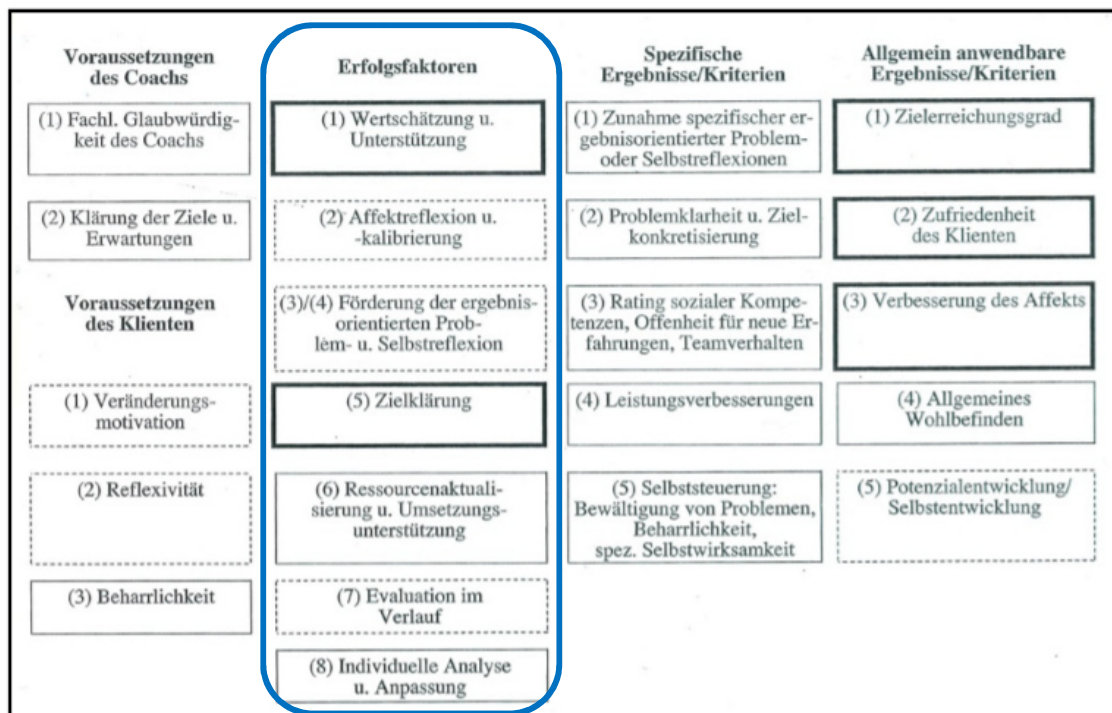 Voraussetzungen
des Coachs
(1) Fachl. Glaubwürdig-
keit des Coachs
(2) Klärung der Ziele u.
Erwartungen
Voraussetzungen
des Klienten
(1) Veränderungs-
motivation
(2) Reflexivität
(3) Beharrlichkeit
Erfolgsfaktoren
(1) Wertschätzung u.
Unterstützung
(2) Affektreflexion u.
-kalibrierung
(3)/(4) Förderung der ergebnis-
orientierten Prob-
lem- u. Selbstreflexion
(5) Zielklärung
(6) Ressourcenaktuali-
sierung u. Umsetzungs-
unterstützung
(7) Evaluation im
Verlauf
(8) Individuelle Analyse
u. Anpassung
Spezifische
Ergebnisse/Kriterien
(1) Zunahme spezifischer er-
gebnisorientierter Problem-
oder Selbstreflexionen
(2) Problemklarheit u. Ziel-
konkretisierung
(3) Rating sozialer Kompe-
tenzen, Offenheit für neue Er-
fahrungen, Teamverhalten
(4) Leistungsverbesserungen
(5) Selbststeuerung:
Bewältigung von Problemen,
Beharrlichkeit,
spez. Selbstwirksamkeit
Allgemein anwendbare
Ergebnisse/Kriterien
(1) Zielerreichungsgrad
(2) Zufriedenheit
des Klienten
(3) Verbesserung des Affekts
(4) Allgemeines
Wohlbefinden
(5) Potenzialentwicklung/
Selbstentwicklung